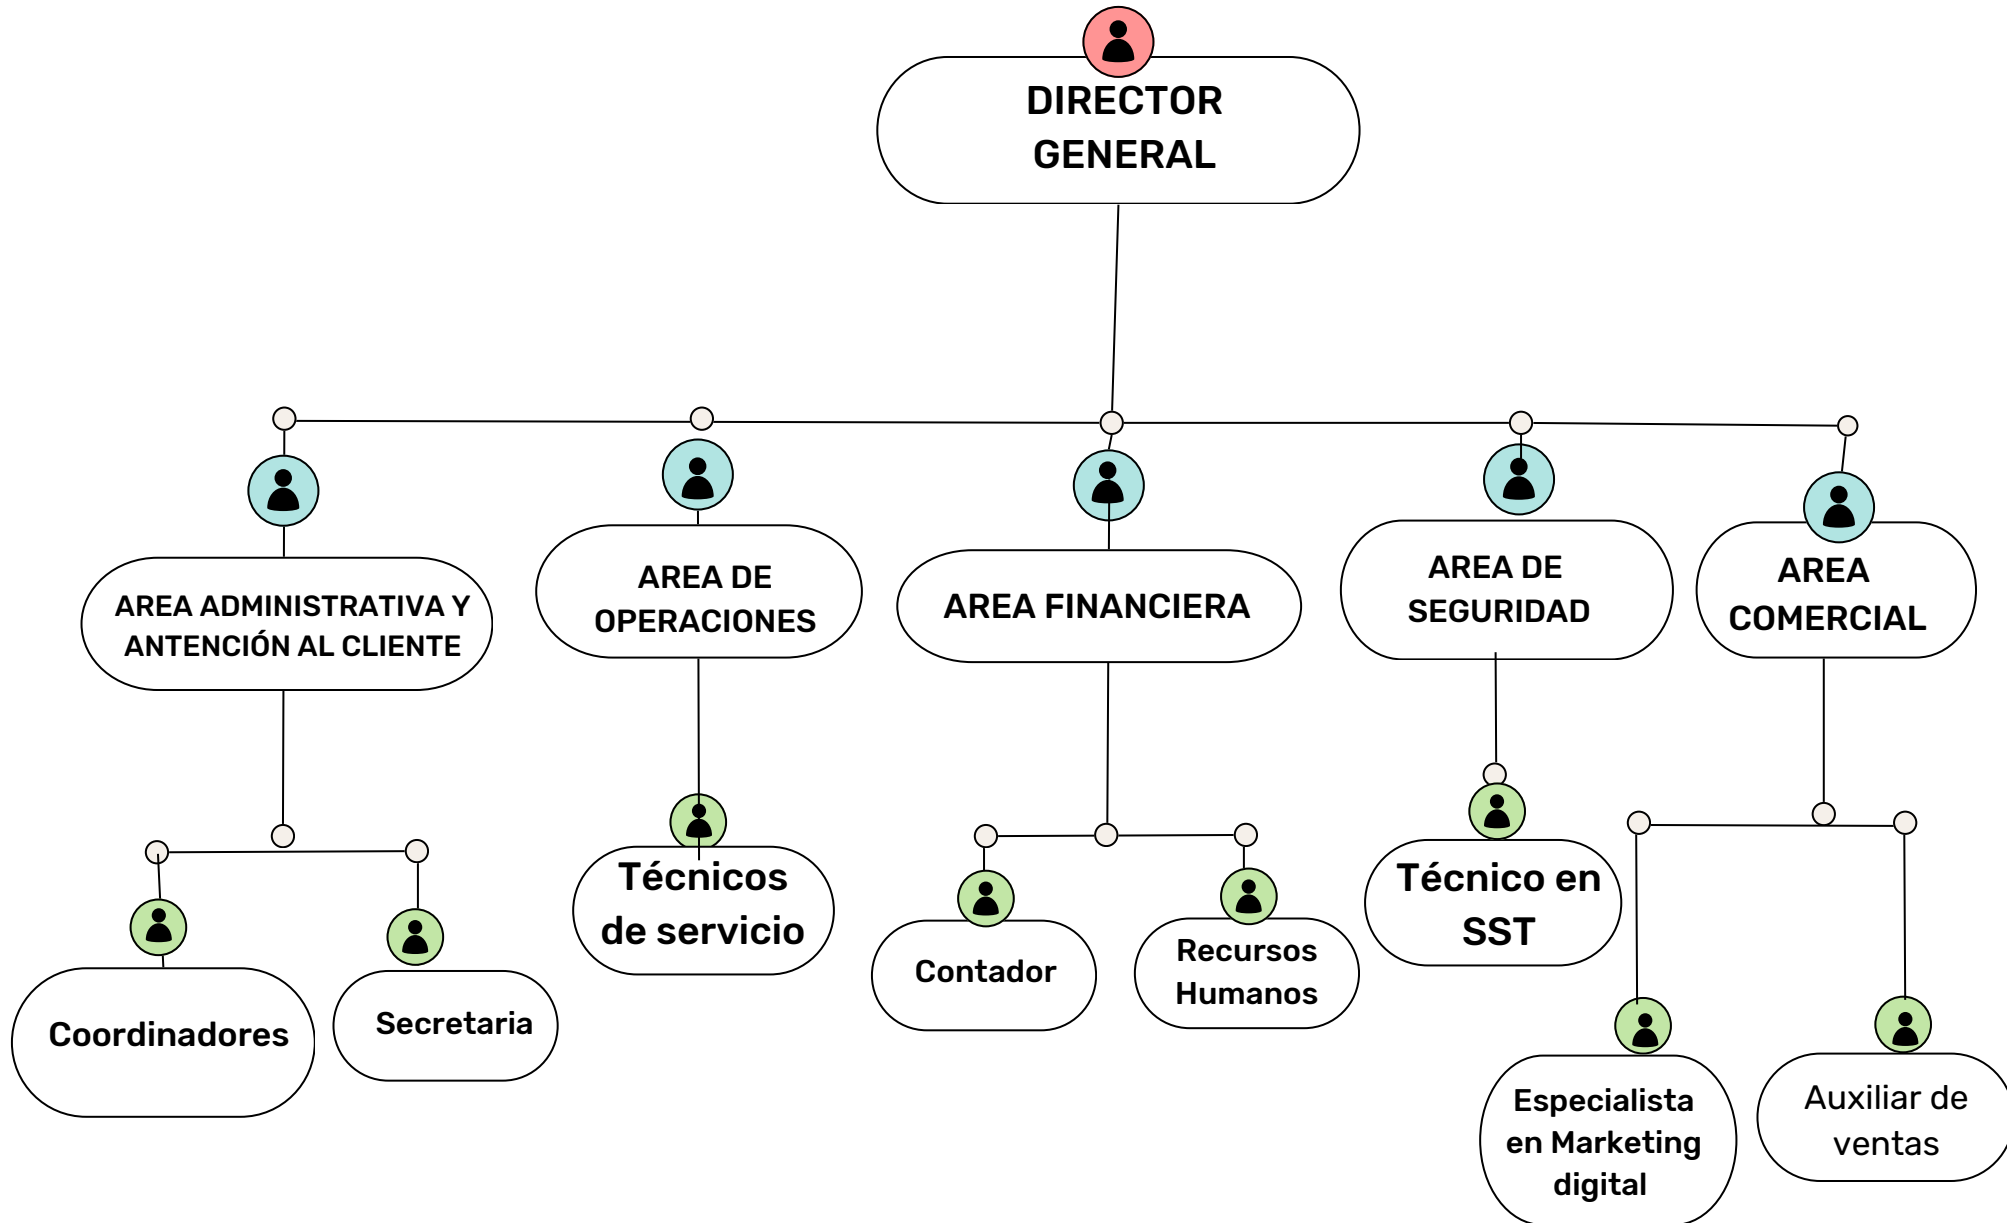 DIRECTOR
GENERAL
AREA ADMINISTRATIVA Y
ANTENCIÓN AL CLIENTE
AREA DE
OPERACIONES
AREA FINANCIERA
AREA DE
SEGURIDAD
AREA
COMERCIAL
Coordinadores
Secretaria
Técnicos
de servicio
Contador
Recursos
Humanos
Técnico en
SST
Especialista
en Marketing
digital
Auxiliar de
ventas